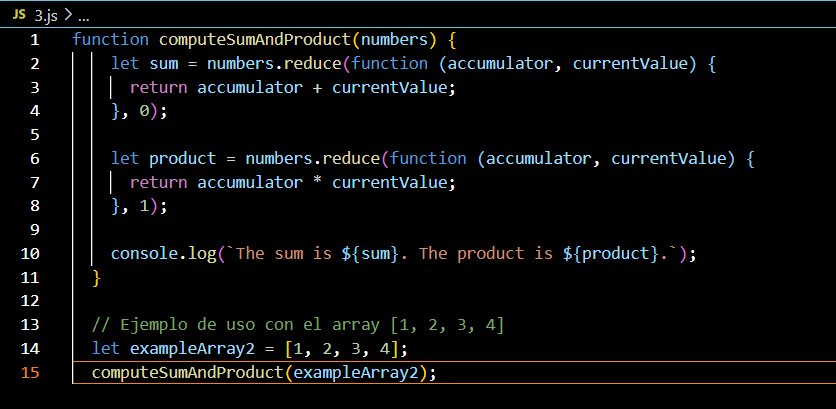 JS 3.js > ...
1 function computeSumAndProduct(numbers) {
2 let sum = numbers.reduce(function (accumulator, currentValue) {
3 return accumulator + currentValue;
4 }, 0);
5
6 let product = numbers.reduce(function (accumulator, currentValue) {
7 return accumulator * currentValue;
8 }, 1);
9
10 console.log(`The sum is ${sum}. The product is ${product}.`);
11 }
12
13 // Ejemplo de uso con el array [1, 2, 3, 4]
14 let exampleArray2 = [1, 2, 3, 4];
15 computeSumAndProduct(exampleArray2);